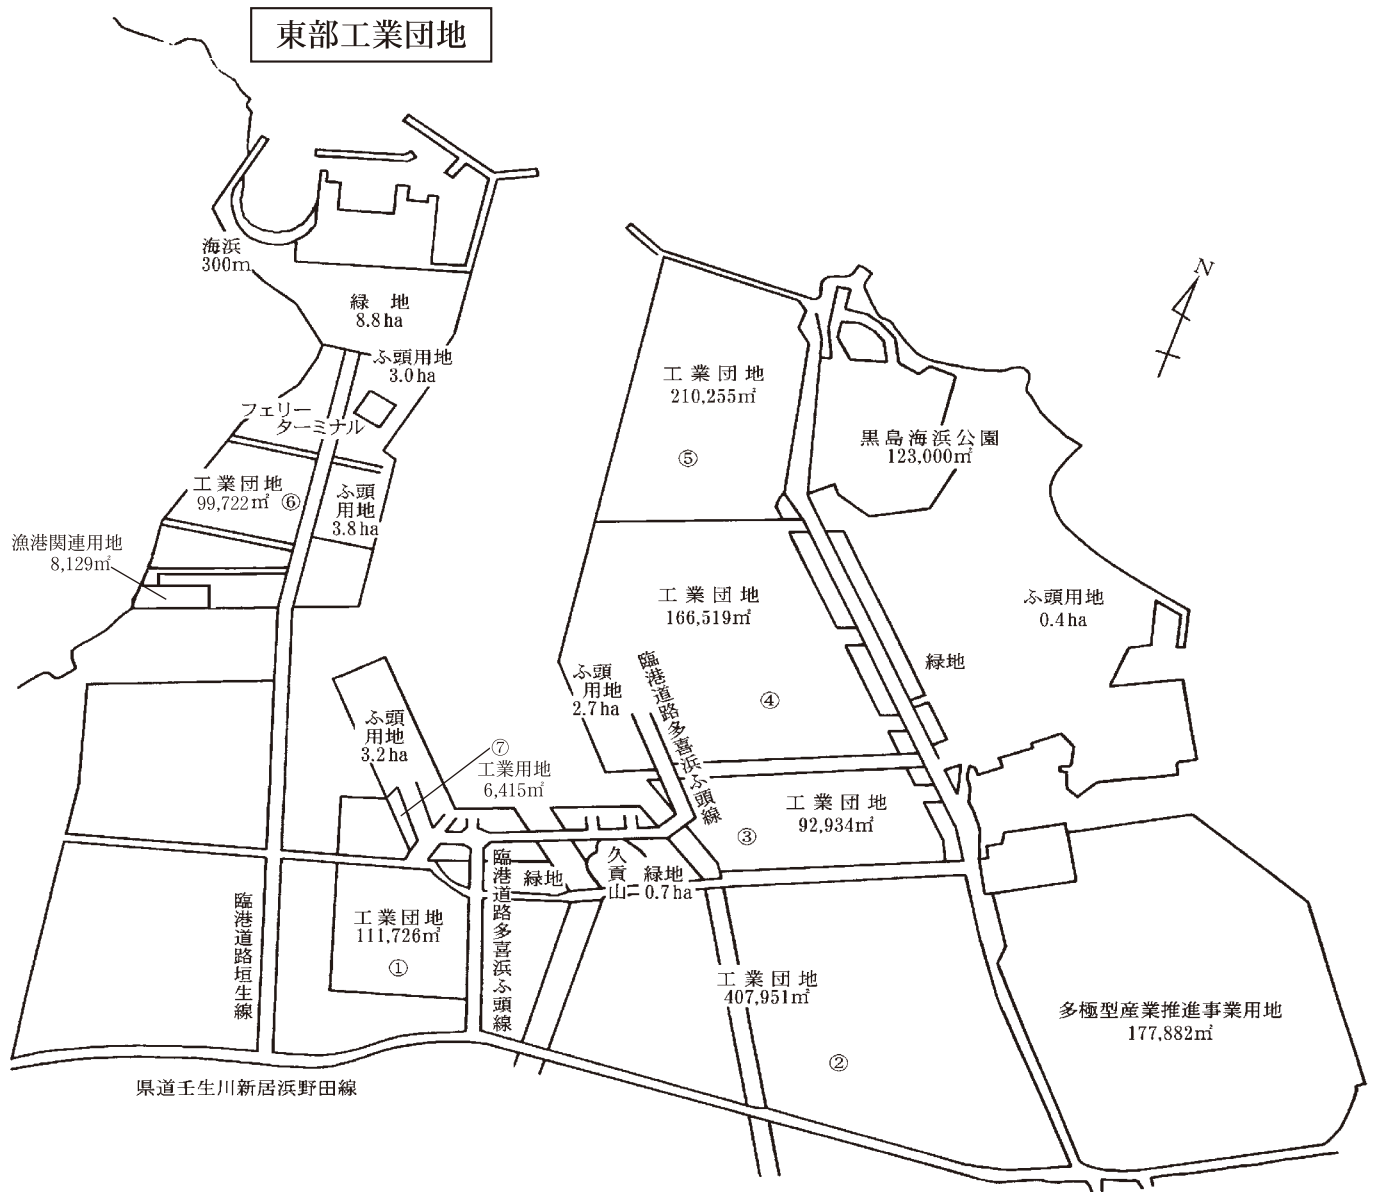 東部工業団地
N
海浜
300m
緑 地
8.8ha
ふ頭用地
3.0ha
フェリー
ターミナル
工業団地
99,722㎡
⑥
ふ頭
用地
3.8ha
漁港関連用地
8,129㎡
工 業 団 地
210,255㎡
⑤
黒島海浜公園
123,000㎡
工 業 団 地
166,519㎡
④
ふ頭用地
0.4ha
緑地
ふ頭
用地
2.7ha
臨港道路多喜浜ふ頭線
ふ頭
用地
3.2ha
⑦
工業用地
6,415㎡
工 業 団 地
92,934㎡
③
緑地
久貢山
緑地
0.7ha
臨港道路垣生線
工業団地
111,726㎡
①
臨港道路多喜浜ふ頭線
工 業 団 地
407,951㎡
②
多極型産業推進事業用地
177,882㎡
県道壬生川新居浜野田線